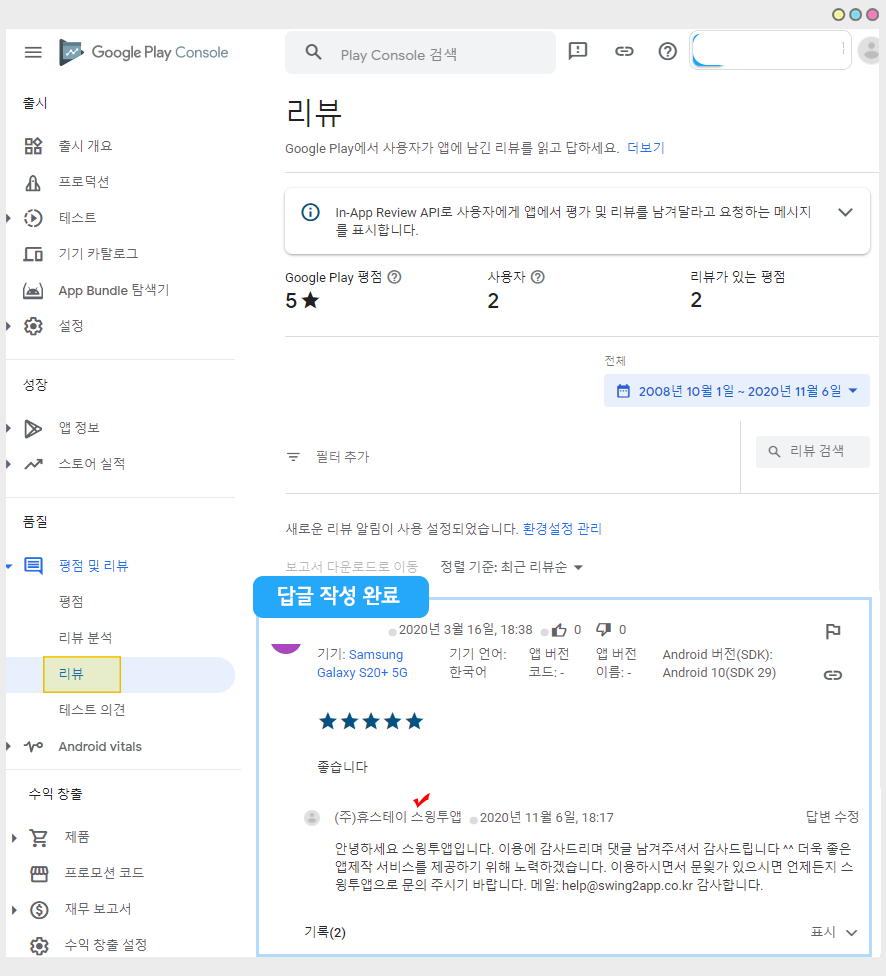 Google Play Console
Play Console 검색
출시
출시 개요
프로덕션
테스트
기기 카탈로그
App Bundle 탐색기
설정
성장
앱 정보
스토어 실적
품질
평점 및 리뷰
평점
리뷰 분석
리뷰
테스트 의견
Android vitals
수익 창출
제품
프로모션 코드
재무 보고서
수익 창출 설정
리뷰
Google Play에서 사용자가 앱에 남긴 리뷰를 읽고 답하세요. 더보기
In-App Review API로 사용자에게 앱에서 평가 및 리뷰를 남겨달라고 요청하는 메시지
를 표시합니다.
Google Play 평점 사용자 리뷰가 있는 평점
5★ 2 2
전체
2008년 10월 1일 ~ 2020년 11월 6일
필터 추가
리뷰 검색
새로운 리뷰 알림이 사용 설정되었습니다. 환경설정 관리
보고서 다운로드로 이동 정렬 기준: 최근 리뷰순
답글 작성 완료
2020년 3월 16일, 18:38 0 0
기기: Samsung 기기 언어: 앱 버전 앱 버전 Android 버전(SDK):
Galaxy S20+ 5G 한국어 코드: - 이름: - Android 10(SDK 29)
★★★★★
좋습니다
(주)휴스테이 스윙투앱 2020년 11월 6일, 18:17 답변 수정
안녕하세요 스윙투앱입니다. 이용에 감사드리며 댓글 남겨주셔서 감사드립니다 ^^ 더욱 좋은
앱제작 서비스를 제공하기 위해 노력하겠습니다. 이용하시면서 문읮가 있으시면 언제든지 스
윙투앱으로 문의 주시기 바랍니다. 메일: help@swing2app.co.kr 감사합니다.
기록(2) 표시